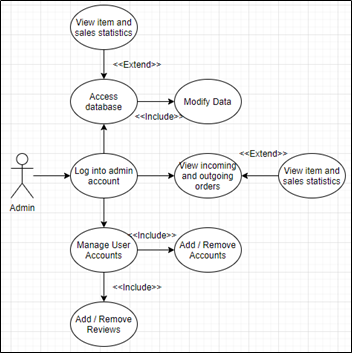 View item and
sales statistics
<<Extend>>
Access
database
Modify Data
<<Include>>
<<Extend>>
Log into admin
account
View incoming
and outgoing
orders
View item and
sales statistics
Admin
<<Include>>
Manage User
Accounts
Add / Remove
Accounts
<<Include>>
Add / Remove
Reviews